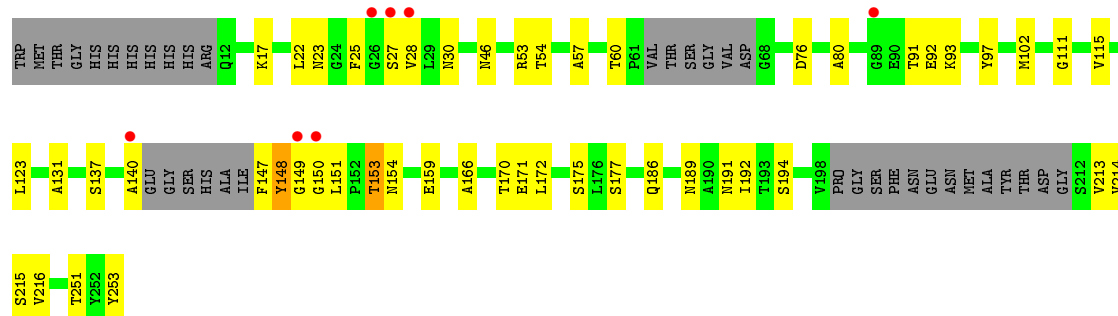 TRP MET THR GLY HIS HIS HIS HIS HIS HIS ARG Q12 K17 L22 N23 G24 F25 G26 S27 V28 L29 N30 N46 R53 T54 A57 T60 P61 VAL THR SER GLY VAL ASP G68 D76 A80 G89 E90 T91 E92 K93 Y97 M102 G111 V115
L123 A131 S137 A140 GLU GLY SER HIS ALA ILE F147 Y148 G149 G150 L151 P152 T153 N154 E159 A166 T170 E171 L172 S175 L176 S177 Q186 N189 A190 N191 I192 T193 S194 V198 PRO GLY SER PHE ASN GLU ASN MET ALA TYR THR THR ASP GLY S212 V213 V214
S215 V216 T251 Y252 Y253